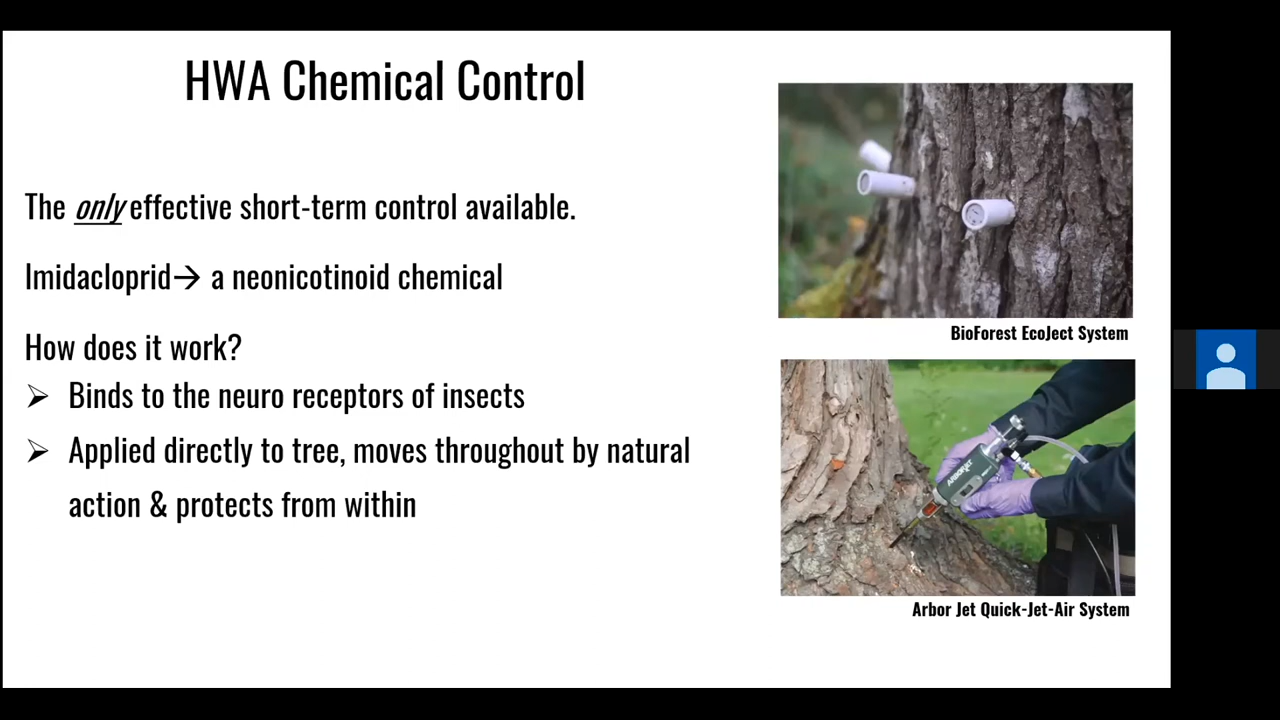 HWA Chemical Control
The only effective short-term control available.
Imidacloprid→ a neonicotinoid chemical
How does it work?
➢ Binds to the neuro receptors of insects
➢ Applied directly to tree, moves throughout by natural
action & protects from within
BioForest EcoJect System
ARBORJET
Arbor Jet Quick-Jet-Air System